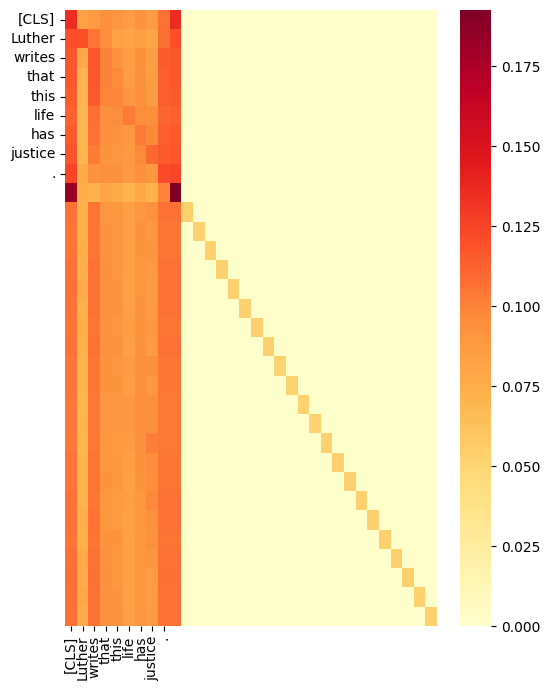 [CLS]
Luther
writes
that
this
life
has
justice
.
[CLS]
Luther
writes
that
this
life
has
justice
.
0.175
0.150
0.125
0.100
0.075
0.050
0.025
0.000